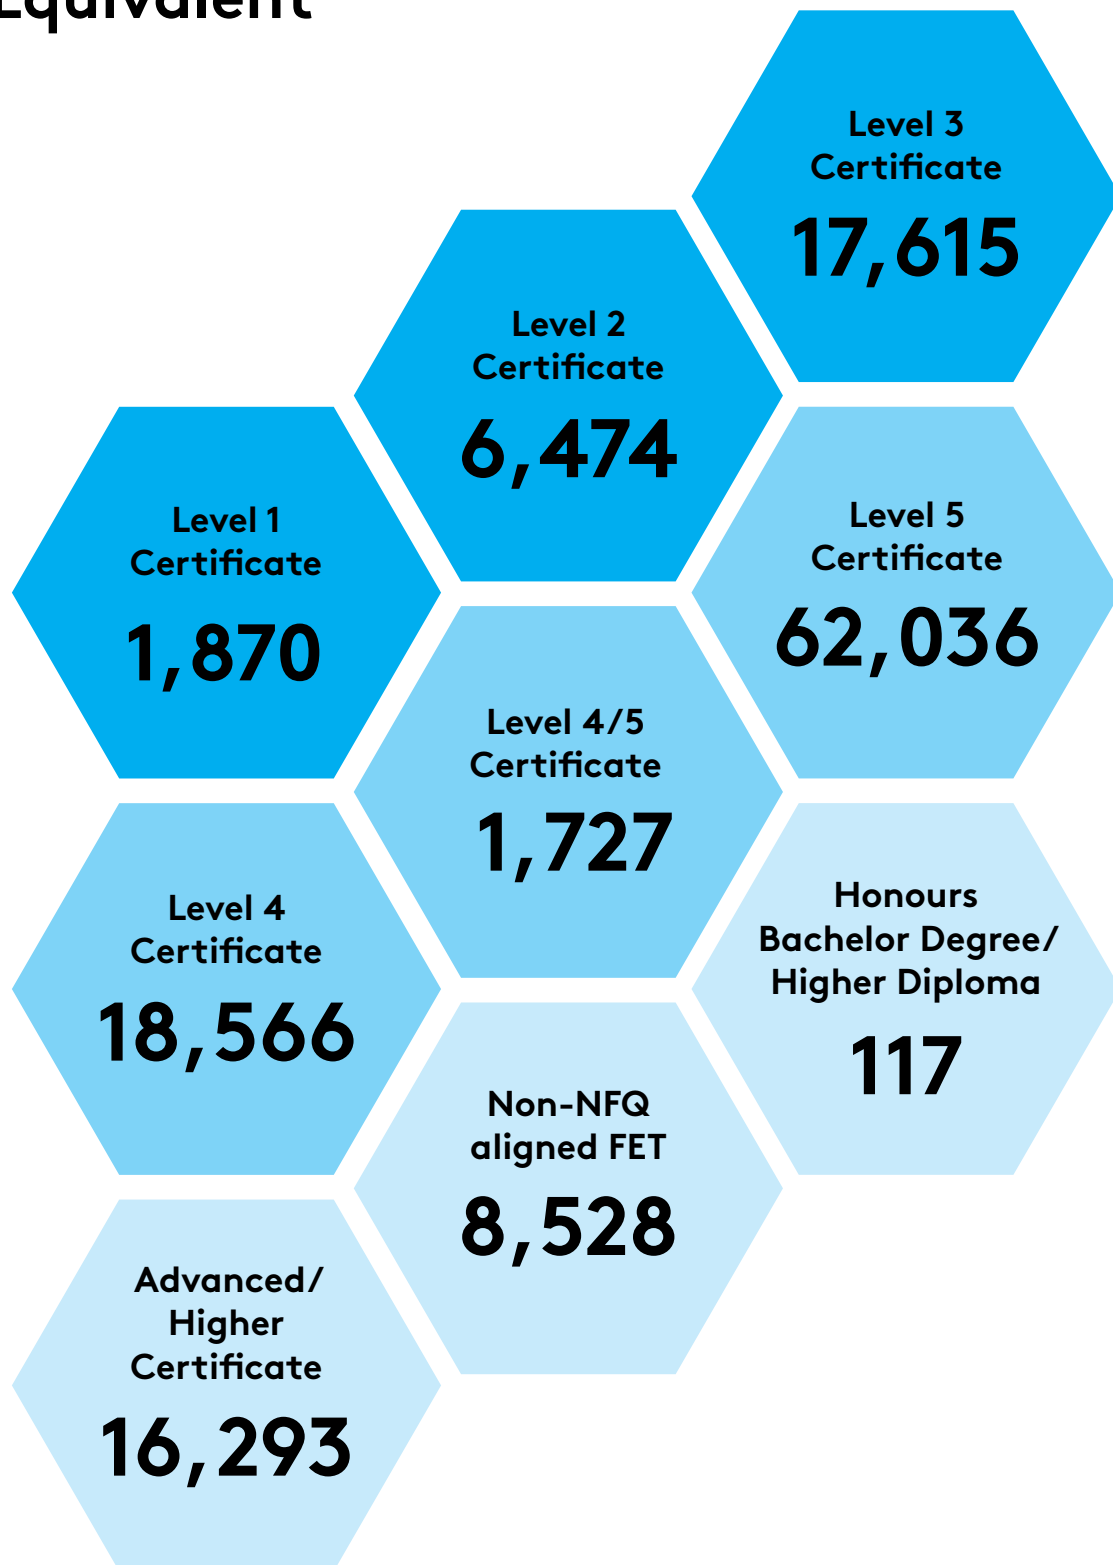 Equivalent
Level 3
Certificate
17,615
Level 2
Certificate
6,474
Level 1
Certificate
1,870
Level 5
Certificate
62,036
Level 4/5
Certificate
1,727
Level 4
Certificate
18,566
Honours
Bachelor Degree/
Higher Diploma
117
Non-NFQ
aligned FET
8,528
Advanced/
Higher
Certificate
16,293